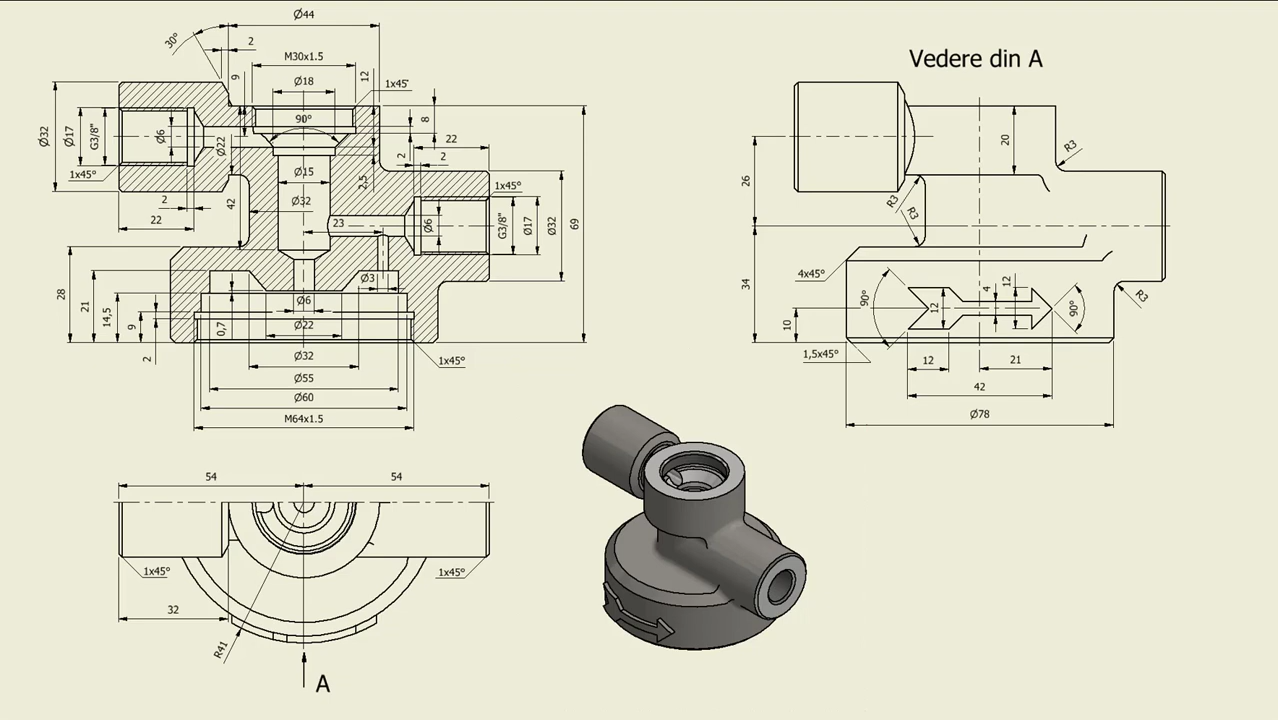 Ø44
30°
2
M30x1.5
9
12
Ø18
1x45°
90°
8
Ø32
Ø17
G3/8"
Ø6
Ø22
22
2
2
1x45°
Ø15
2,5
1x45°
2
42
Ø32
22
23
Ø6
G3/8"
Ø17
Ø32
69
28
21
14,5
9
2
Ø3
Ø6
0,7
Ø22
Ø32
1x45°
Ø55
Ø60
M64x1.5
Vedere din A
20
R3
26
R3
R3
34
4x45°
90°
12
4
12
90°
R3
10
1,5x45°
12
21
42
Ø78
54
54
1x45°
1x45°
32
R41
A